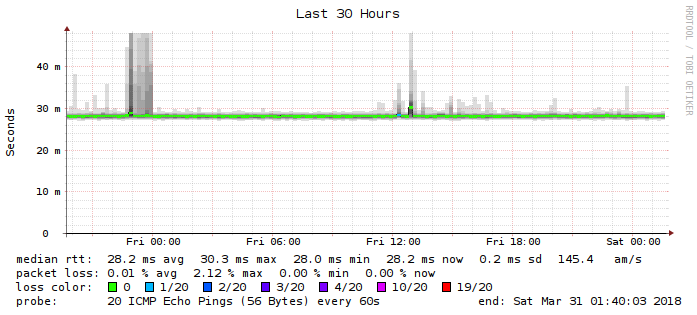 Last 30 Hours
RRDTOOL / TOBI OETIKER
Seconds
40 m
30 m
20 m
10 m
0
Fri 00:00 Fri 06:00 Fri 12:00 Fri 18:00 Sat 00:00
median rtt: 28.2 ms avg 30.3 ms max 28.0 ms min 28.2 ms now 0.2 ms sd 145.4 am/s
packet loss: 0.01 % avg 2.12 % max 0.00 % min 0.00 % now
loss color: 0 1/20 2/20 3/20 4/20 10/20 19/20
probe: 20 ICMP Echo Pings (56 Bytes) every 60s end: Sat Mar 31 01:40:03 2018